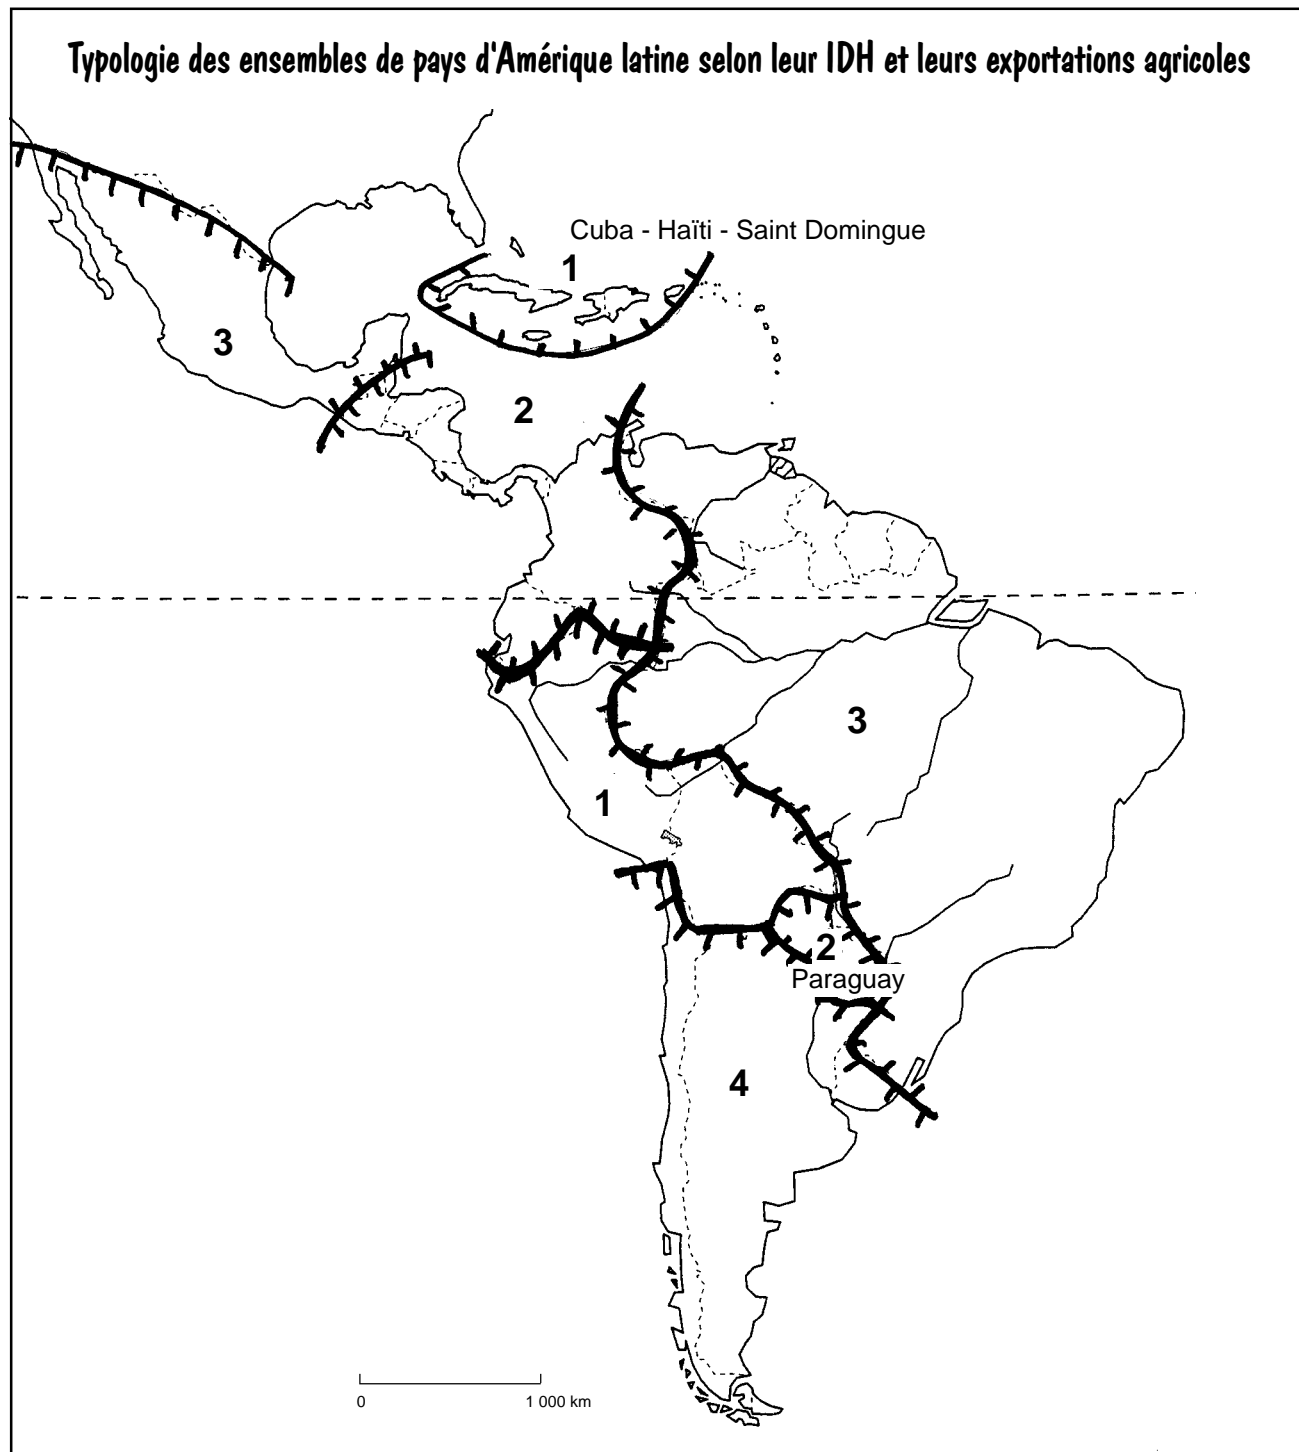 Typologie des ensembles de pays d'Amérique latine selon leur IDH et leurs exportations agricoles
Cuba - Haïti - Saint Domingue
1
3
2
3
1
2
Paraguay
4
0
1 000 km